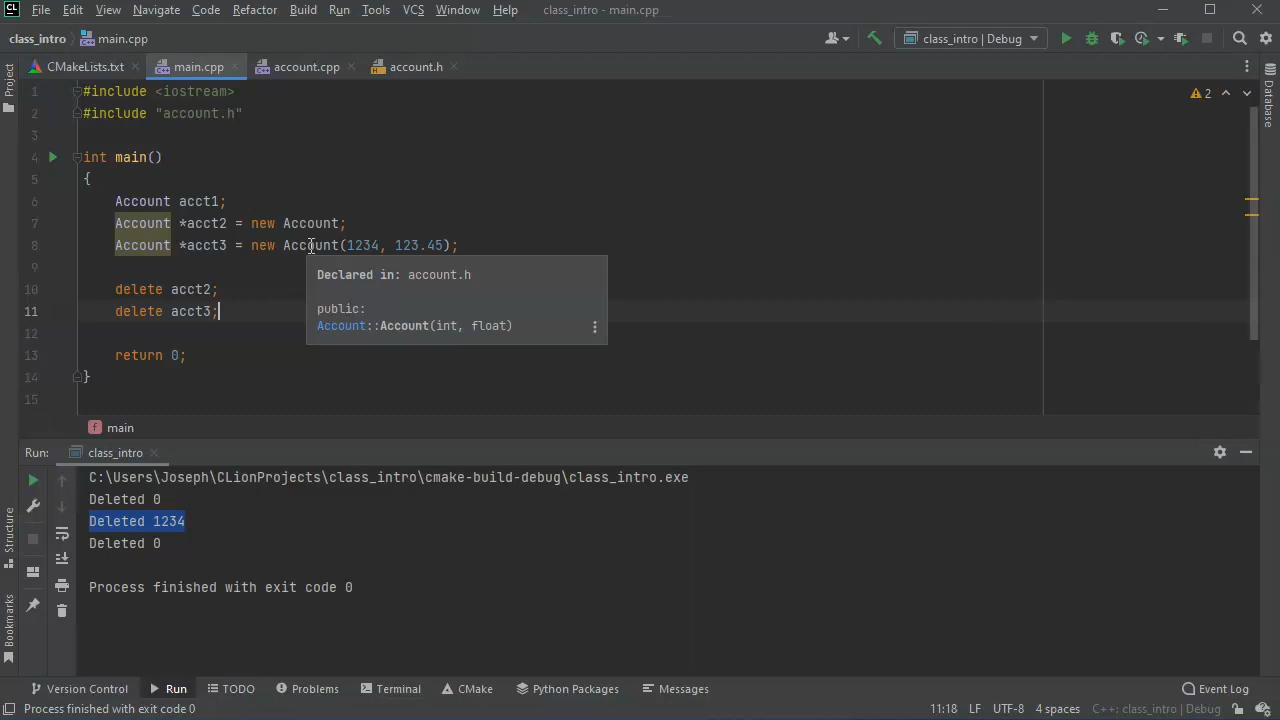 CL File Edit View Navigate Code Refactor Build Run Tools VCS Window Help class_intro - main.cpp
class_intro main.cpp class_intro | Debug
CMakeLists.txt main.cpp account.cpp account.h
Project
Database
1 #include <iostream>
2
2 #include "account.h"
3
4 int main()
5 {
6 Account acct1;
7 Account *acct2 = new Account;
8 Account *acct3 = new Account(1234, 123.45);
9
Declared in: account.h
10 delete acct2;
public:
11 delete acct3;
Account::Account(int, float)
12
13 return 0;
14 }
15
f main
Run: class_intro
C:\Users\Joseph\CLionProjects\class_intro\cmake-build-debug\class_intro.exe
Deleted 0
Deleted 1234
Deleted 0
Process finished with exit code 0
Structure
Bookmarks
Version Control Run TODO Problems Terminal CMake Python Packages Messages Event Log
Process finished with exit code 0 11:18 LF UTF-8 4 spaces C++: class_intro | Debug